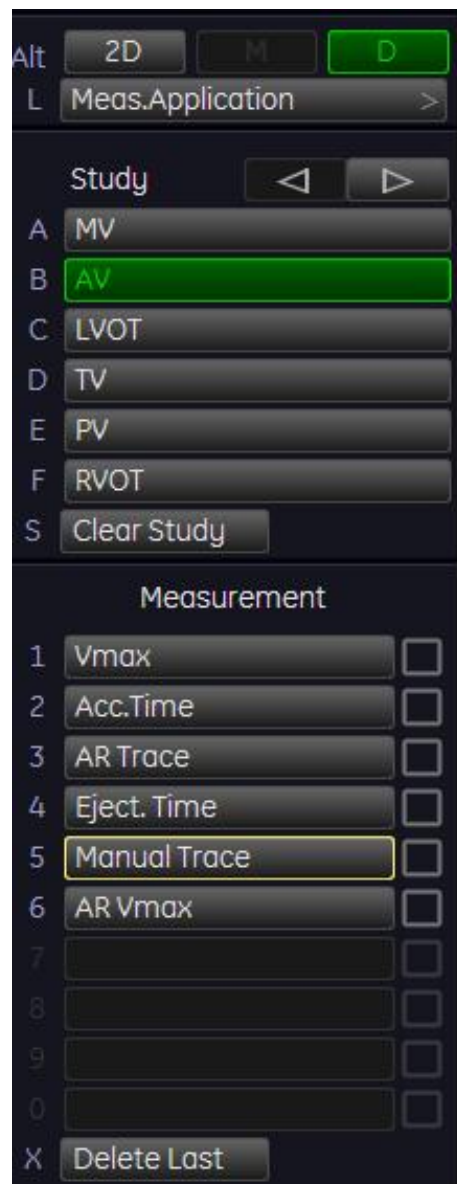 Alt 2D M D
L Meas.Application >
Study
A MV
B AV
C LVOT
D TV
E PV
F RVOT
S Clear Study
Measurement
1 Vmax
2 Acc.Time
3 AR Trace
4 Eject. Time
5 Manual Trace
6 AR Vmax
7
8
9
0
X Delete Last